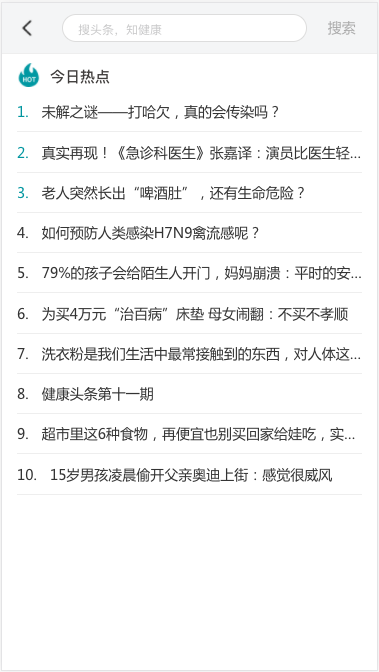 搜头条，知健康
搜索
HOT
今日热点
1. 未解之谜——打哈欠，真的会传染吗？
2. 真实再现！《急诊科医生》张嘉译：演员比医生轻...
3. 老人突然长出“啤酒肚”，还有生命危险？
4. 如何预防人类感染H7N9禽流感呢？
5. 79%的孩子会给陌生人开门，妈妈崩溃：平时的安...
6. 为买4万元“治百病”床垫 母女闹翻：不买不孝顺
7. 洗衣粉是我们生活中最常接触到的东西，对人体这...
8. 健康头条第十一期
9. 超市里这6种食物，再便宜也别买回家给娃吃，实...
10. 15岁男孩凌晨偷开父亲奥迪上街：感觉很威风